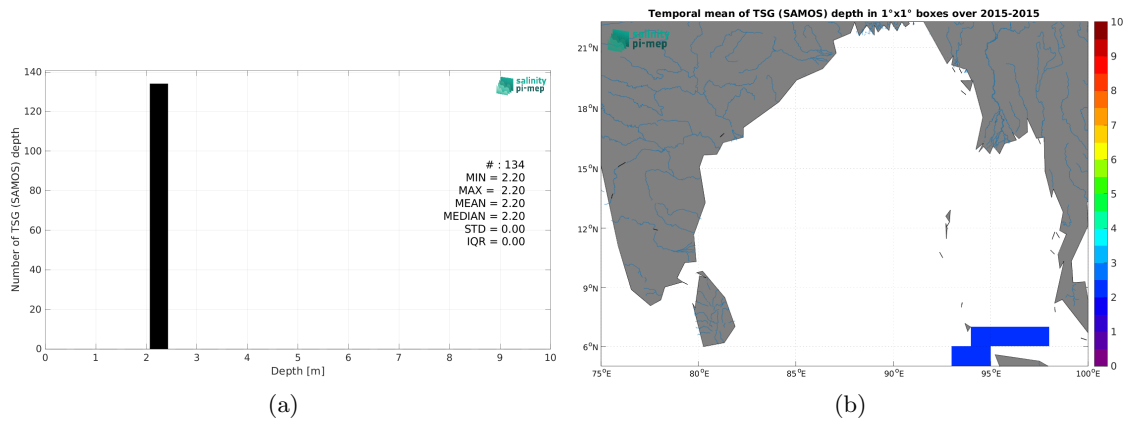 140
120
100
80
60
40
20
0
Number of TSG (SAMOS) depth
salinity
pi-mep
# : 134
MIN = 2.20
MAX = 2.20
MEAN = 2.20
MEDIAN = 2.20
STD = 0.00
IQR = 0.00
0 1 2 3 4 5 6 7 8 9 10
Depth [m]
(a)
Temporal mean of TSG (SAMOS) depth in 1°x1° boxes over 2015-2015
salinity
pi-mep
21°N
18°N
15°N
12°N
9°N
6°N
75°E 80°E 85°E 90°E 95°E 100°E
10
9
8
7
6
5
4
3
2
1
0
(b)